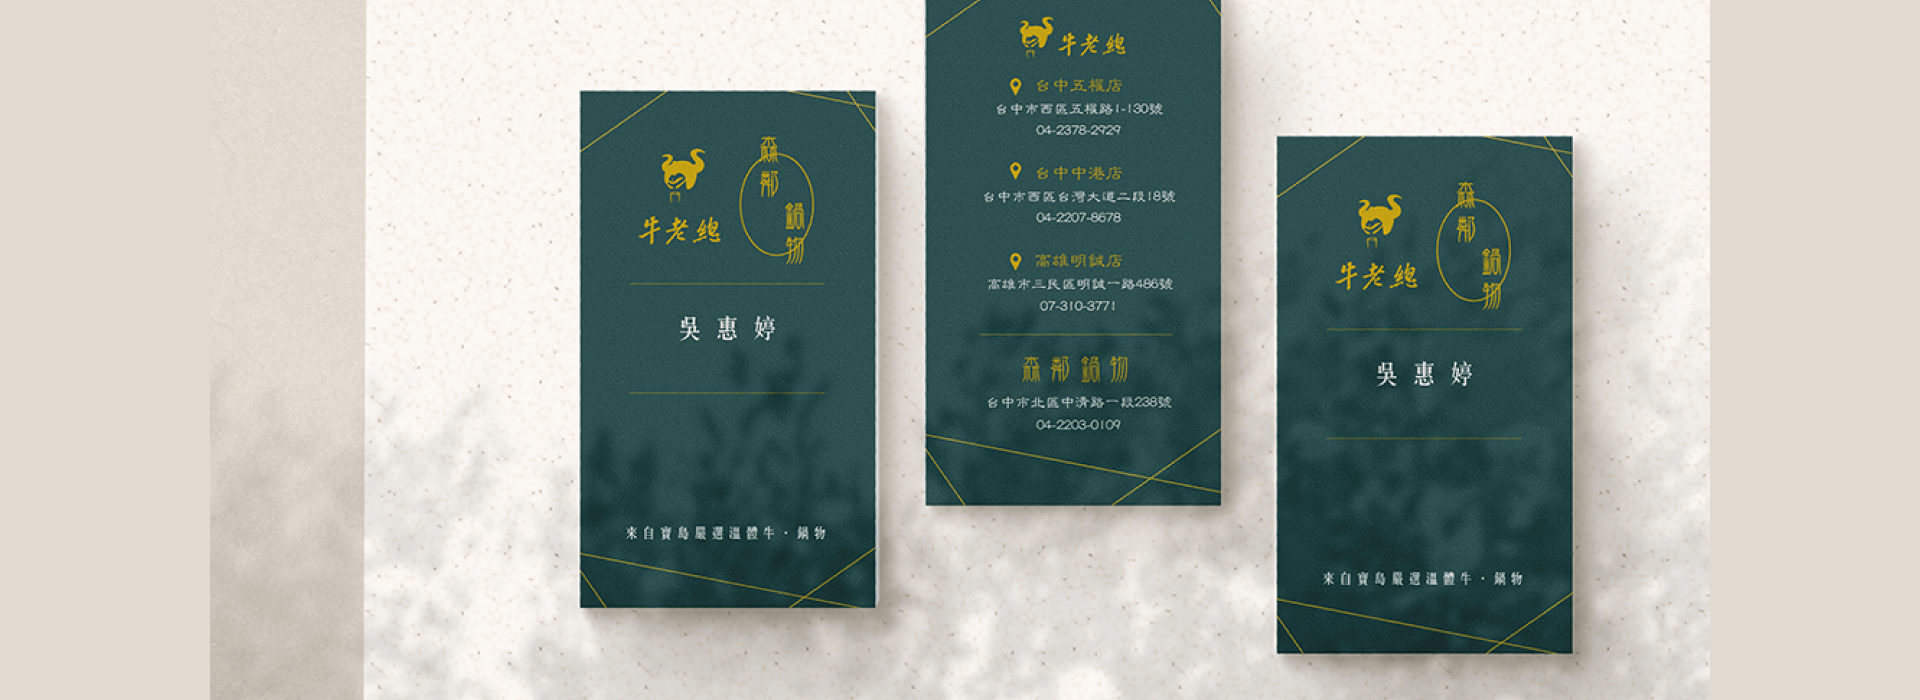 牛老總
森鄰
鍋物
吳惠婷
來自寶島嚴選溫體牛・鍋物
牛老總
台中五權店
台中市西區五權路1-130號
04-2378-2929
台中中港店
台中市西區台灣大道二段18號
04-2207-8678
高雄明誠店
高雄市三民區明誠一路486號
07-310-3771
森鄰鍋物
台中市北區中清路一段238號
04-2203-0109
牛老總
森鄰
鍋物
吳惠婷
來自寶島嚴選溫體牛・鍋物